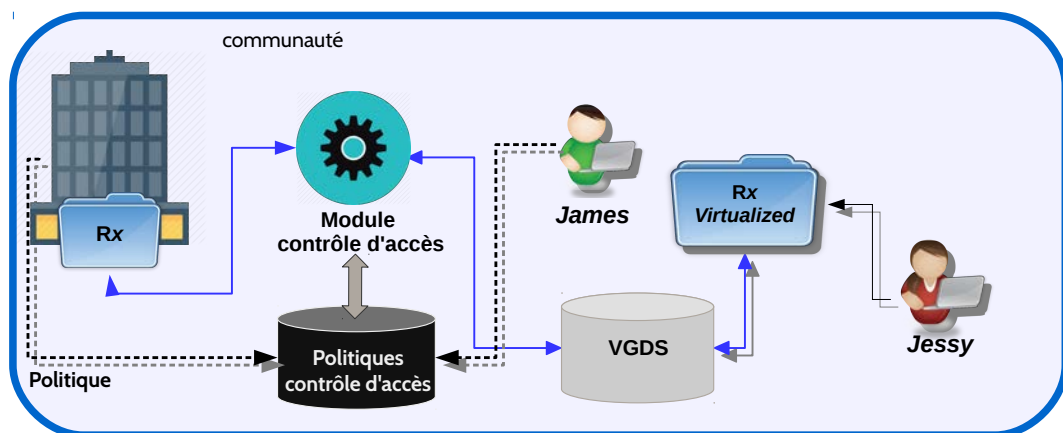 communauté
Rx
Module
contrôle d'accès
James
Rx
Virtualized
Politiques
contrôle d'accès
VGDS
Jessy
Politique